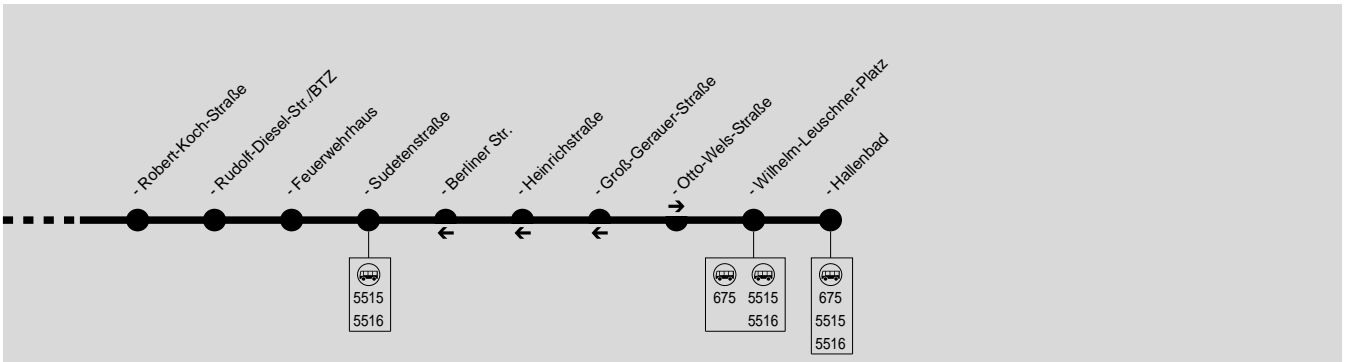 - Robert-Koch-Straße
- Rudolf-Diesel-Str./BTZ
- Feuerwehrhaus
- Sudetenstraße
- Berliner Str.
- Heinrichstraße
- Groß-Gerauer-Straße
- Otto-Wels-Straße
- Wilhelm-Leuschner-Platz
- Hallenbad
5515
5516
675 5515
5516
675
5515
5516